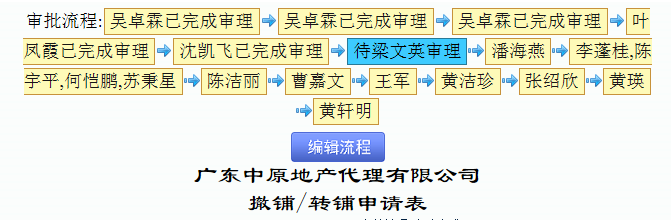 审批流程:吴卓霖已完成审理 吴卓霖已完成审理 吴卓霖已完成审理 叶
凤霞已完成审理 沈凯飞已完成审理 待梁文英审理 潘海燕 李蓬桂,陈
宇平,何恺鹏,苏秉星 陈洁丽 曹嘉文 王军 黄洁珍 张绍欣 黄瑛
黄轩明
编辑流程
广东中原地产代理有限公司
撤铺/转铺申请表